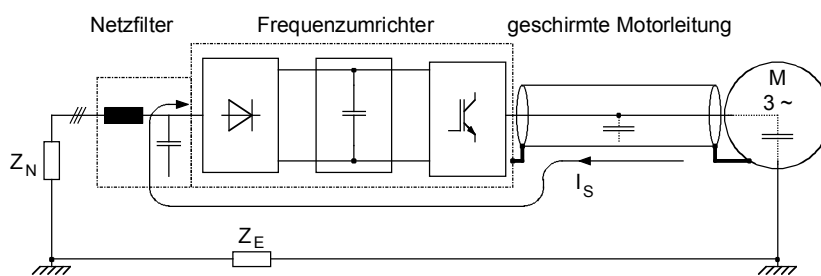 Netzfilter Frequenzumrichter geschirmte Motorleitung
M
3 ~
Z_N
I_S
Z_E